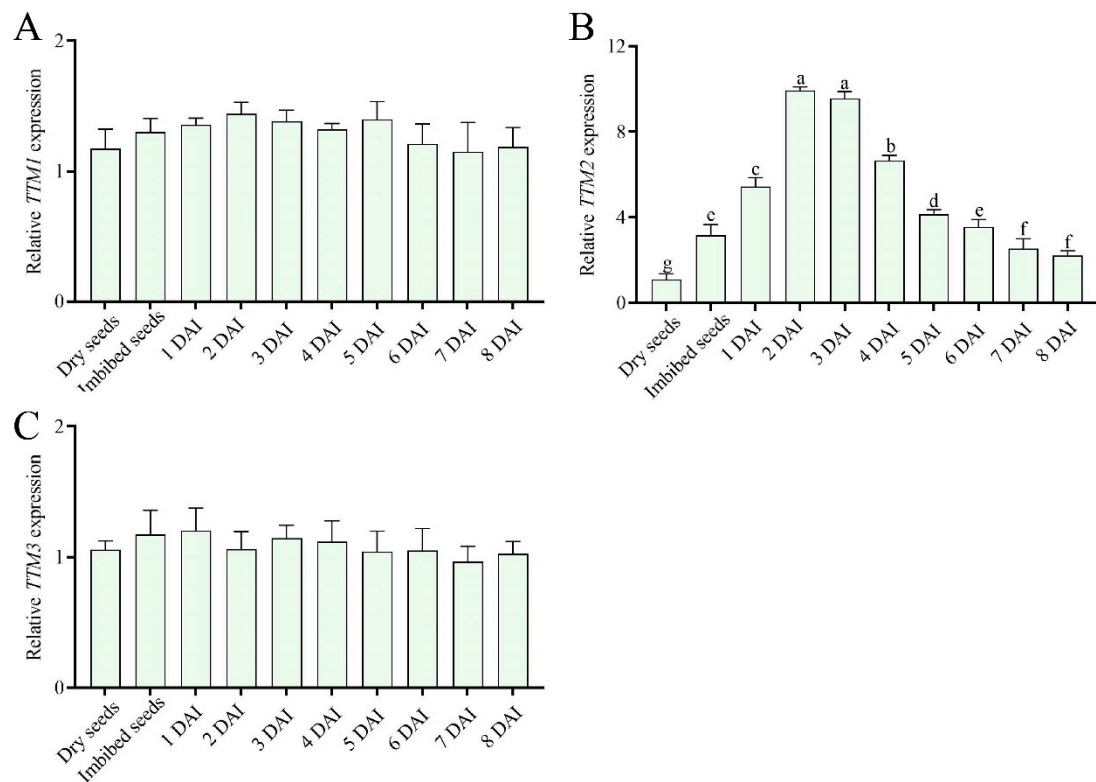 A
Relative TTM1 expression
2
1
0
Dry seeds
Imbibed seeds
1 DAI
2 DAI
3 DAI
4 DAI
5 DAI
6 DAI
7 DAI
8 DAI
B
Relative TTM2 expression
12
8
4
0
g
e
c
a
a
b
d
e
f
f
Dry seeds
Imbibed seeds
1 DAI
2 DAI
3 DAI
4 DAI
5 DAI
6 DAI
7 DAI
8 DAI
C
Relative TTM3 expression
2
1
0
Dry seeds
Imbibed seeds
1 DAI
2 DAI
3 DAI
4 DAI
5 DAI
6 DAI
7 DAI
8 DAI